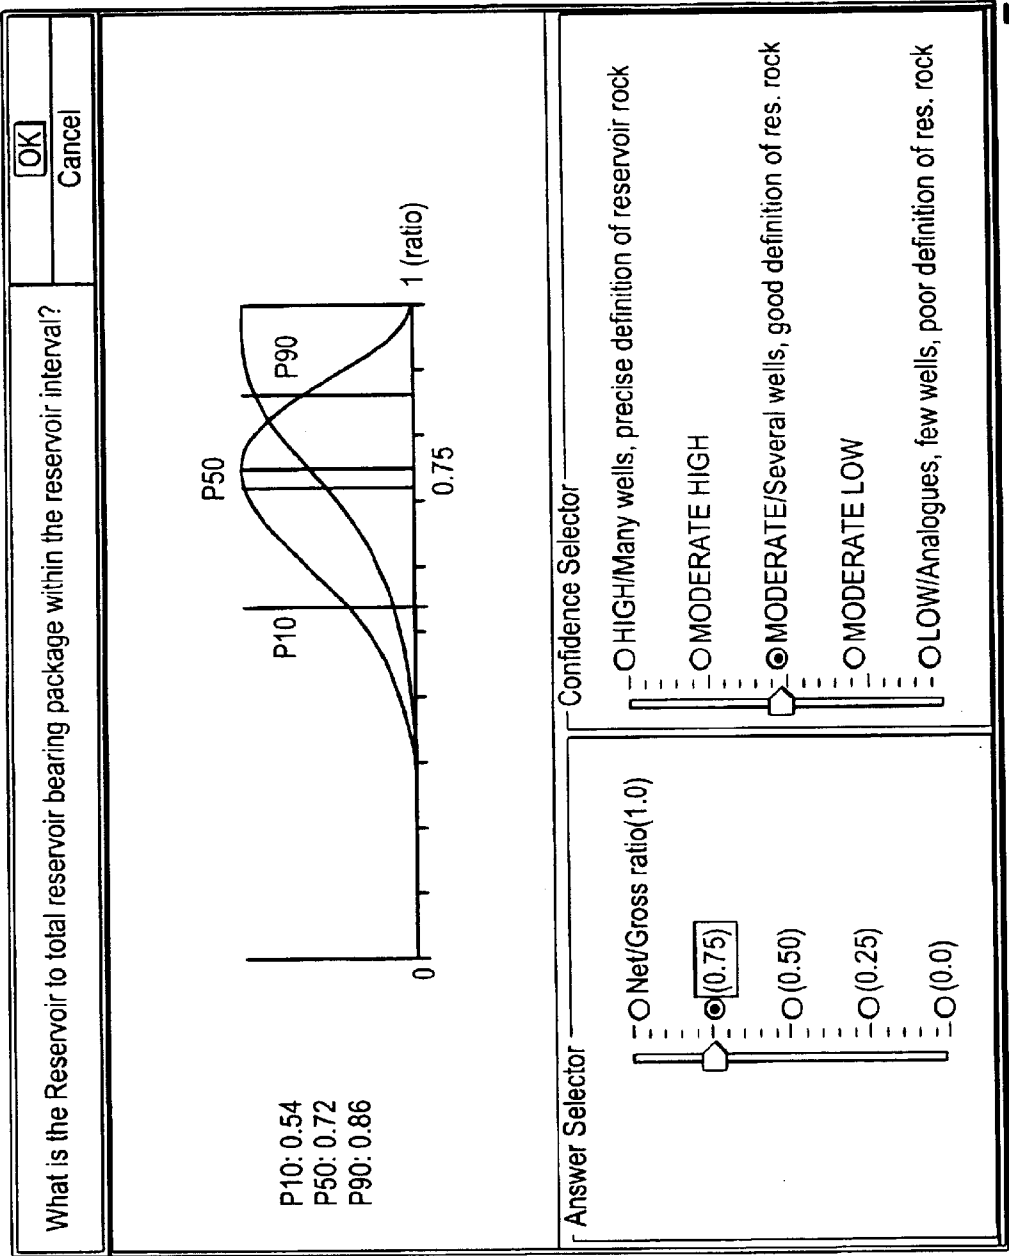 What is the Reservoir to total reservoir bearing package within the reservoir interval?
OK
Cancel
P10: 0.54
P50: 0.72
P90: 0.86
P10
P50
P90
0
0.75
1 (ratio)
Answer Selector
Net/Gross ratio(1.0)
(0.75)
(0.50)
(0.25)
(0.0)
Confidence Selector
HIGH/Many wells, precise definition of reservoir rock
MODERATE HIGH
MODERATE/Several wells, good definition of res. rock
MODERATE LOW
LOW/Analogues, few wells, poor definition of res. rock